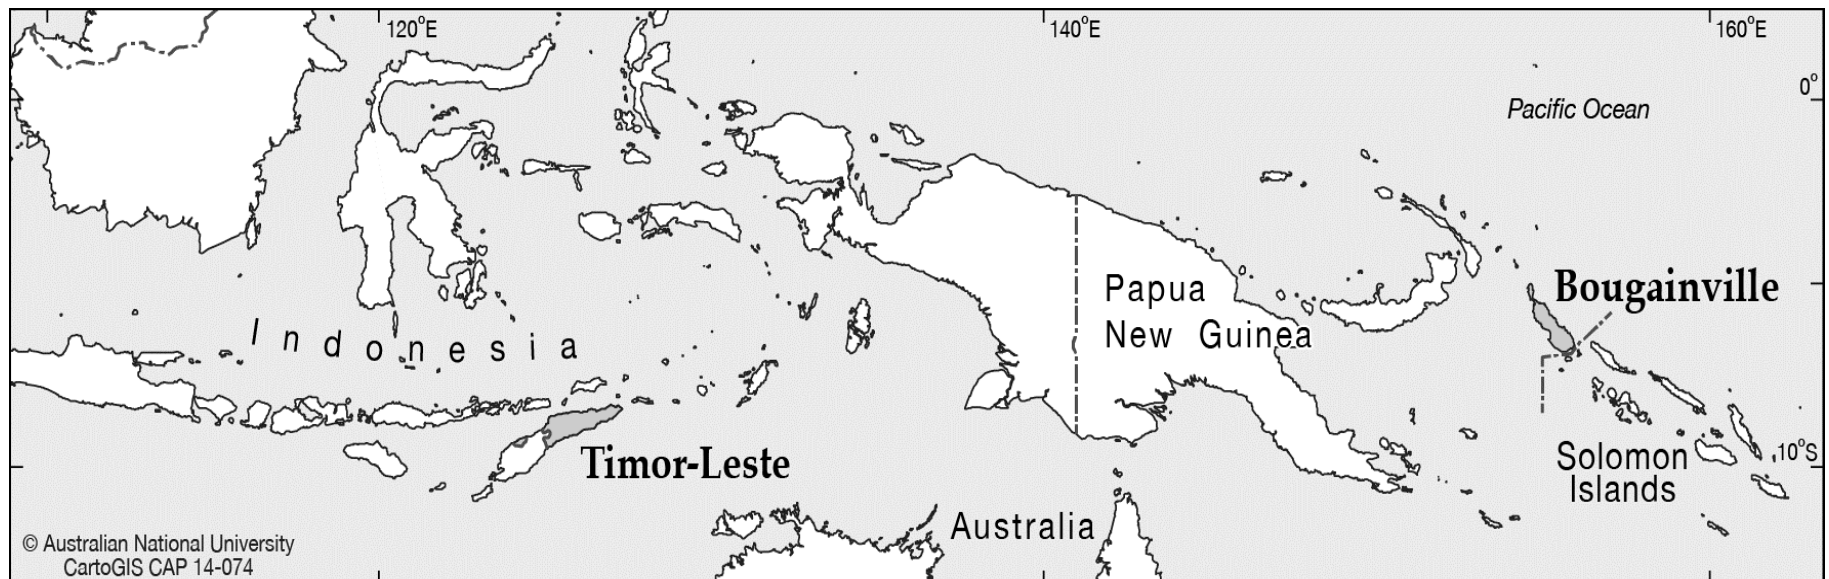 120°E
140°E
160°E
0°
Pacific Ocean
Bougainville
Papua
New Guinea
Indonesia
Timor-Leste
Solomon
Islands
10°S
Australia
© Australian National University
CartoGIS CAP 14-074